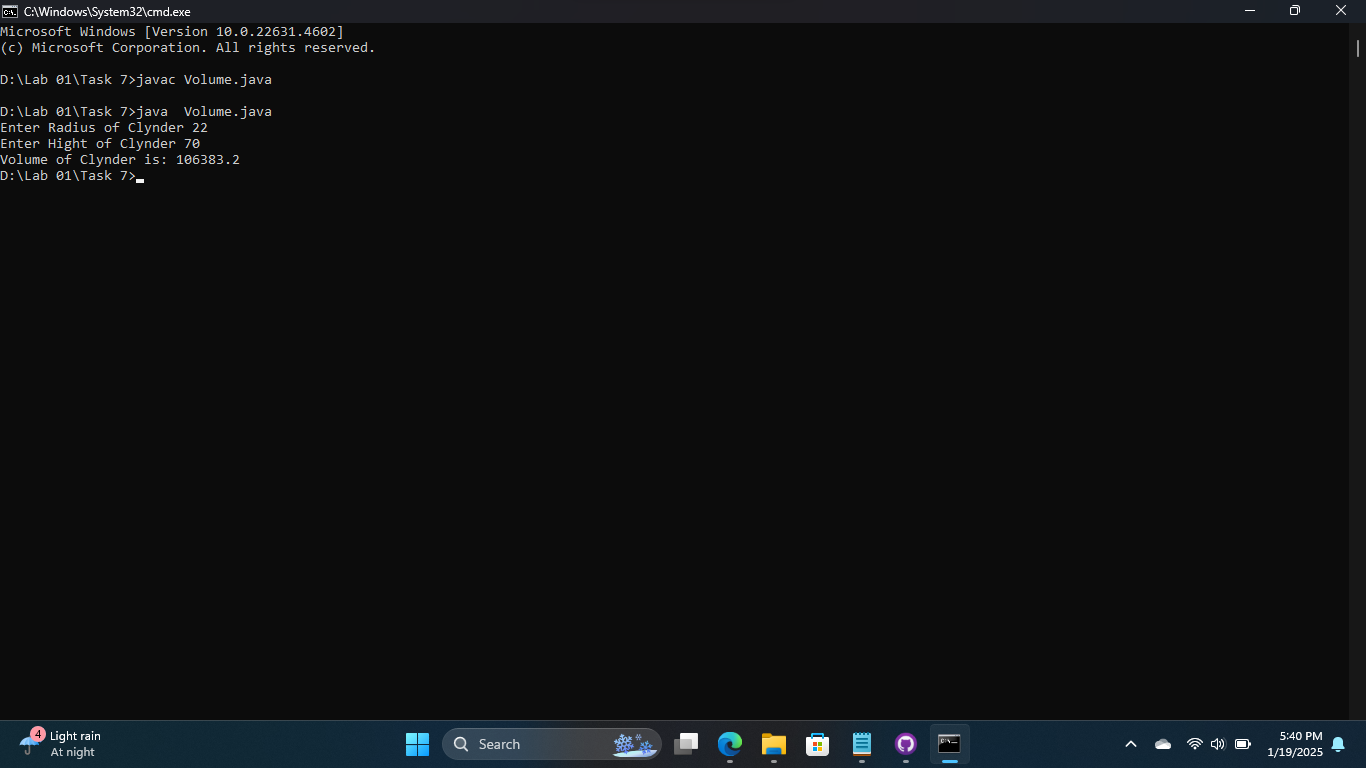 C:\Windows\System32\cmd.exe
Microsoft Windows [Version 10.0.22631.4602]
(c) Microsoft Corporation. All rights reserved.
D:\Lab 01\Task 7>javac Volume.java
D:\Lab 01\Task 7>java  Volume.java
Enter Radius of Clynder 22
Enter Hight of Clynder 70
Volume of Clynder is: 106383.2
D:\Lab 01\Task 7>
4
Light rain
At night
Search
5:40 PM
1/19/2025